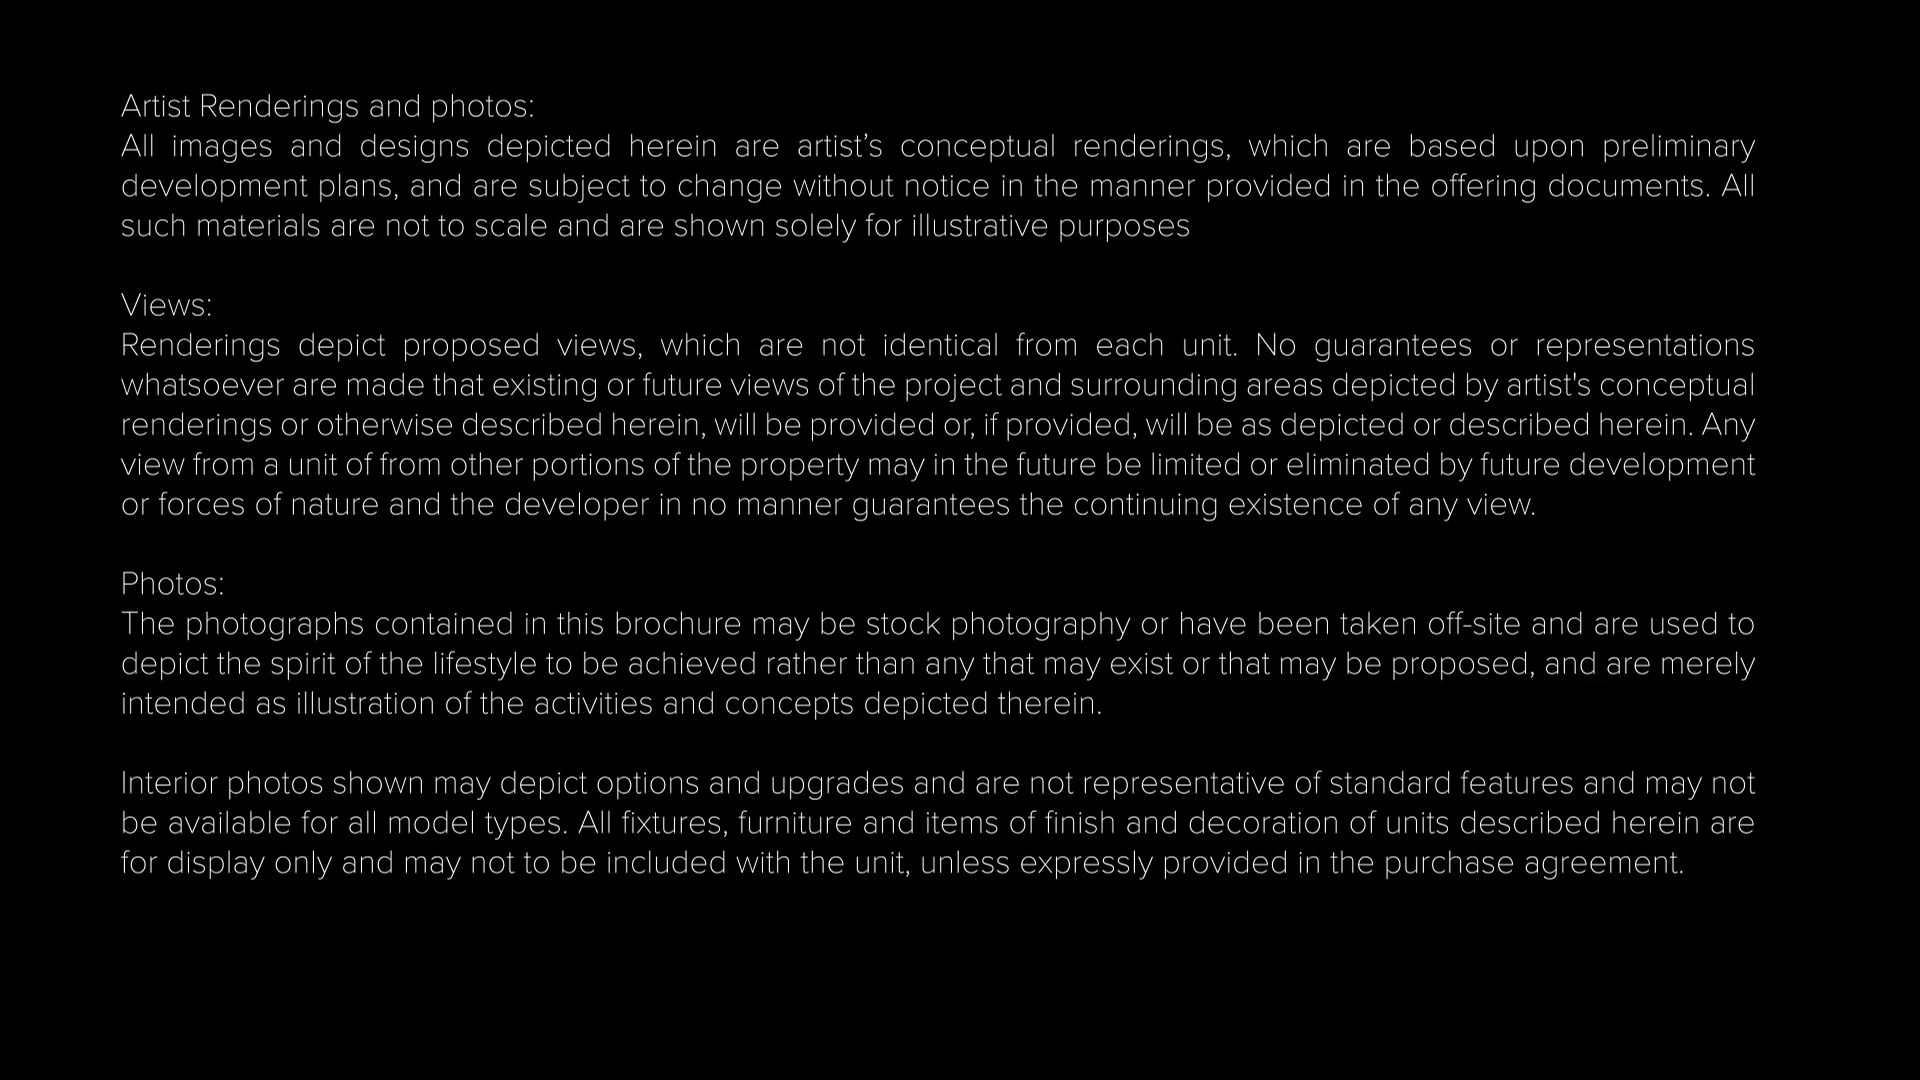 Artist Renderings and photos:
All images and designs depicted herein are artist’s conceptual renderings, which are based upon preliminary
development plans, and are subject to change without notice in the manner provided in the offering documents. All
such materials are not to scale and are shown solely for illustrative purposes
Views:
Renderings depict proposed views, which are not identical from each unit. No guarantees or representations
whatsoever are made that existing or future views of the project and surrounding areas depicted by artist's conceptual
renderings or otherwise described herein, will be provided or, if provided, will be as depicted or described herein. Any
view from a unit of from other portions of the property may in the future be limited or eliminated by future development
or forces of nature and the developer in no manner guarantees the continuing existence of any view.
Photos:
The photographs contained in this brochure may be stock photography or have been taken off-site and are used to
depict the spirit of the lifestyle to be achieved rather than any that may exist or that may be proposed, and are merely
intended as illustration of the activities and concepts depicted therein.
Interior photos shown may depict options and upgrades and are not representative of standard features and may not
be available for all model types. All fixtures, furniture and items of finish and decoration of units described herein are
for display only and may not to be included with the unit, unless expressly provided in the purchase agreement.